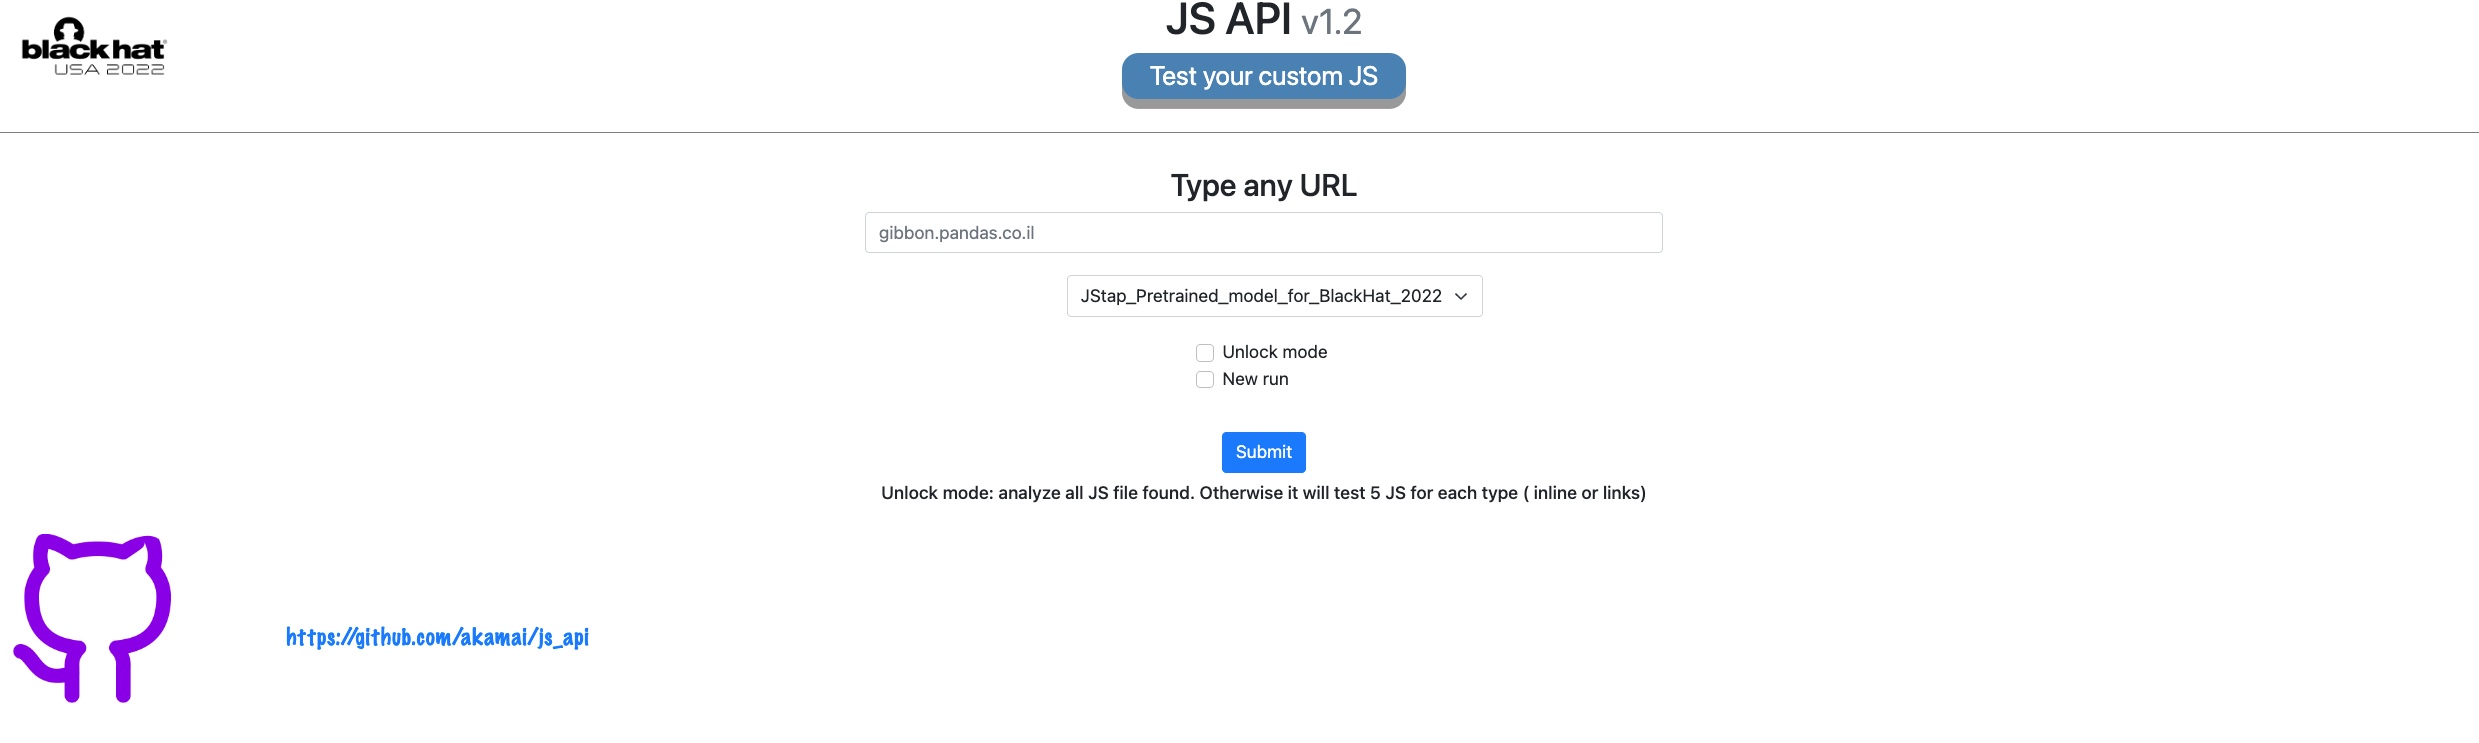 black hat
USA 2022
JS API v1.2
Test your custom JS
Type any URL
gibbon.pandas.co.il
JStap_Pretrained_model_for_BlackHat_2022
Unlock mode
New run
Submit
Unlock mode: analyze all JS file found. Otherwise it will test 5 JS for each type ( inline or links)
https://github.com/akamai/js_api